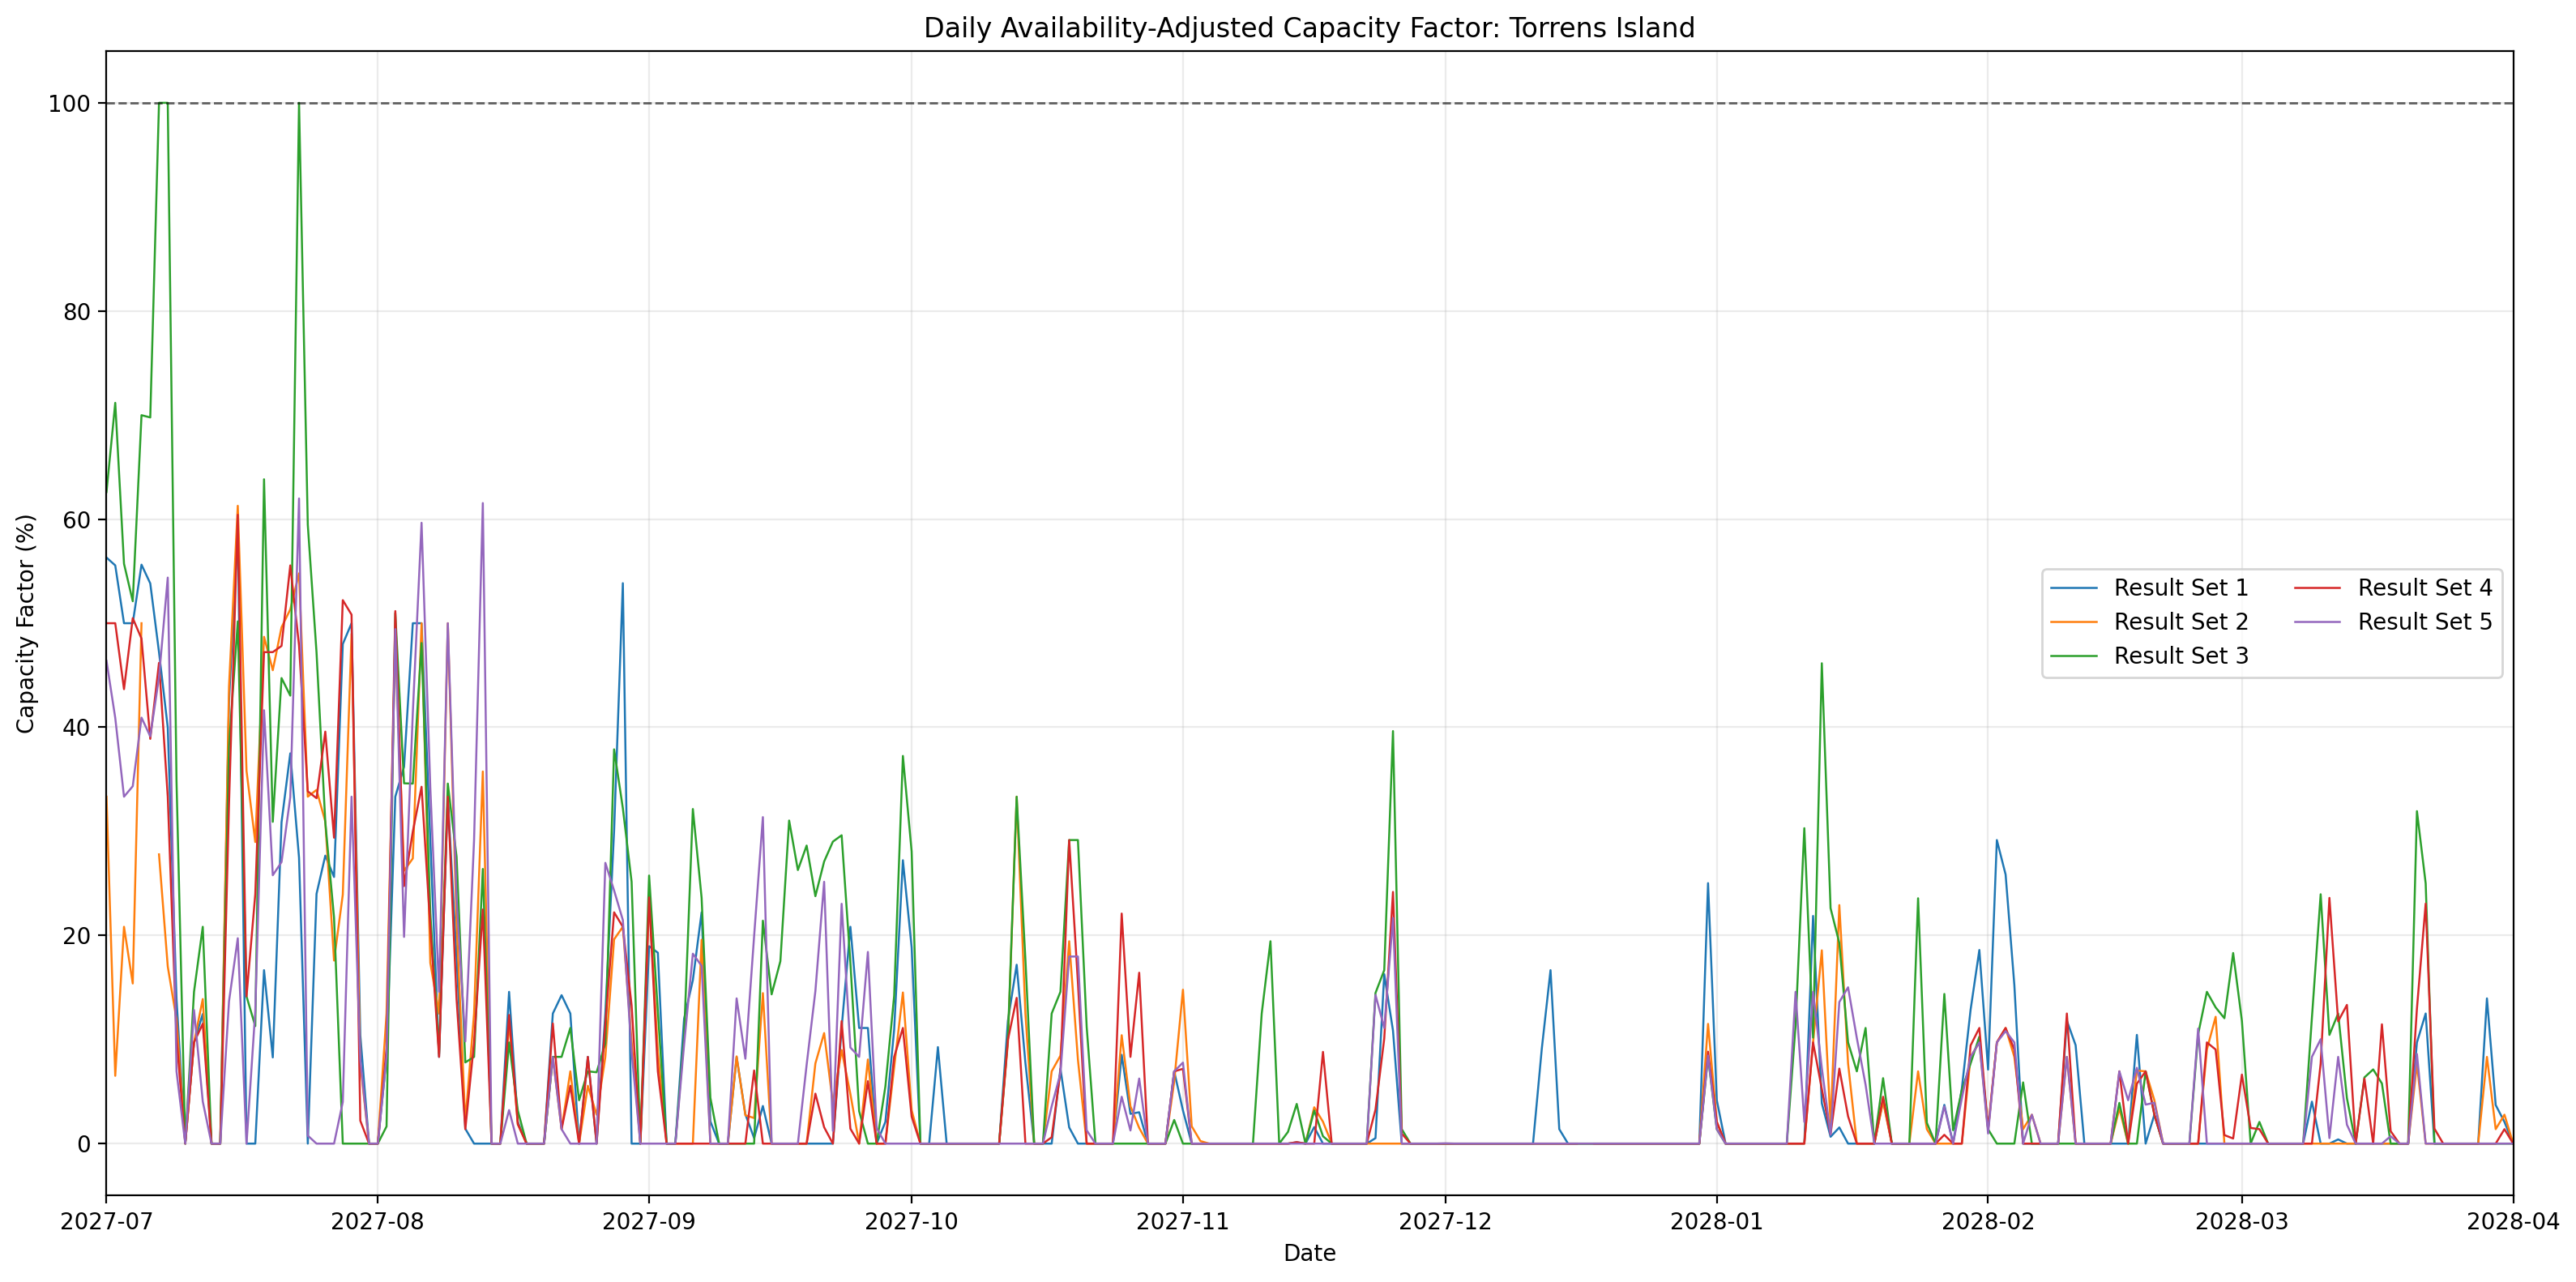 Daily Availability-Adjusted Capacity Factor: Torrens Island
Capacity Factor (%)
100
80
60
40
20
0
Result Set 1
Result Set 2
Result Set 3
Result Set 4
Result Set 5
2027-07
2027-08
2027-09
2027-10
2027-11
2027-12
2028-01
2028-02
2028-03
2028-04
Date